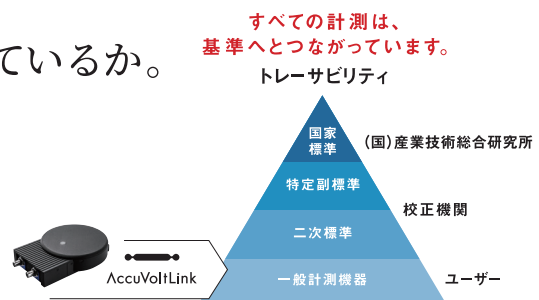 ているか。
すべての計測は、
基準へとつながっています。
トレーサビリティ
国家
標準
(国)産業技術総合研究所
特定副標準
校正機関
二次標準
AccuVoltLink
一般計測機器
ユーザー